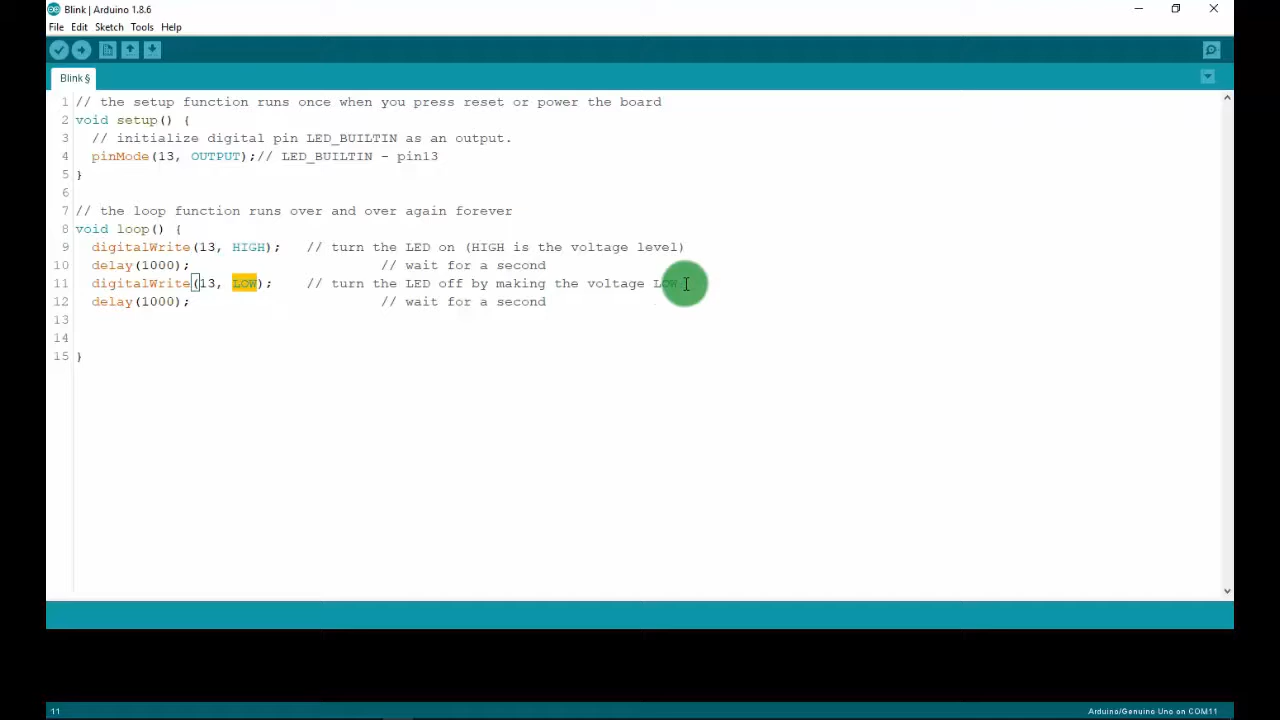 Blink | Arduino 1.8.6
File Edit Sketch Tools Help
Blink §
1 // the setup function runs once when you press reset or power the board
2 void setup() {
3 // initialize digital pin LED_BUILTIN as an output.
4 pinMode(13, OUTPUT);// LED_BUILTIN - pin13
5 }
6
7 // the loop function runs over and over again forever
8 void loop() {
9 digitalWrite(13, HIGH); // turn the LED on (HIGH is the voltage level)
10 delay(1000); // wait for a second
11 digitalWrite(13, LOW); // turn the LED off by making the voltage LOW
12 delay(1000); // wait for a second
13
14
15 }
11 Arduino/Genuino Uno on COM11